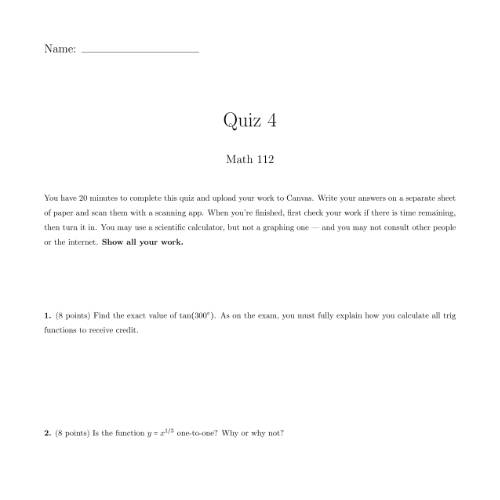 Name:
Quiz 4
Math 112
You have 20 minutes to complete this quiz and upload your work to Canvas. Write your answers on a separate sheet
of paper and scan them with a scanning app. When you're finished, first check your work if there is time remaining,
then turn it in. You may use a scientific calculator, but not a graphing one — and you may not consult other people
or the internet. Show all your work.
1. (8 points) Find the exact value of tan(300°). As on the exam, you must fully explain how you calculate all trig
functions to receive credit.
2. (8 points) Is the function y = x^{1/3} one-to-one? Why or why not?